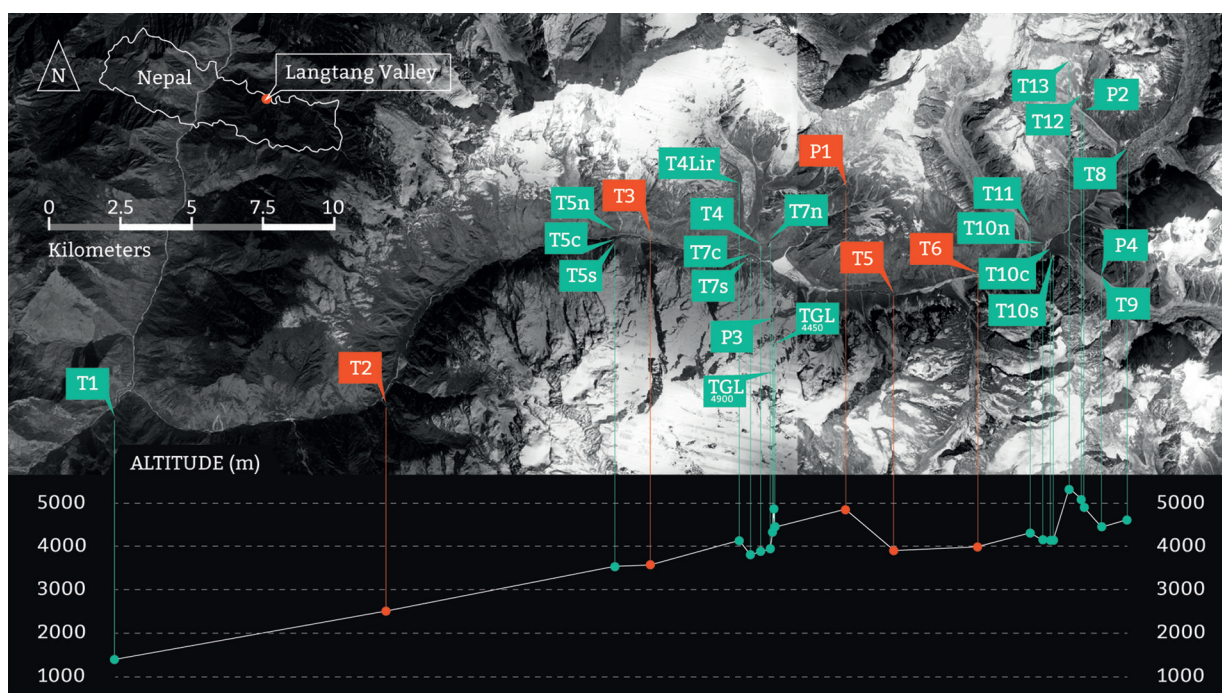 N
Nepal
Langtang Valley
0 2.5 5 7.5 10
Kilometers
T13
P2
T12
P1
T4Lir
T8
T5n
T3
T11
T4
T7n
T10n
T5c
T7c
T5
T6
P4
T5s
T7s
T10c
T9
T10s
P3
TGL
4450
T2
T1
TGL
4900
ALTITUDE (m)
5000 5000
4000 4000
3000 3000
2000 2000
1000 1000